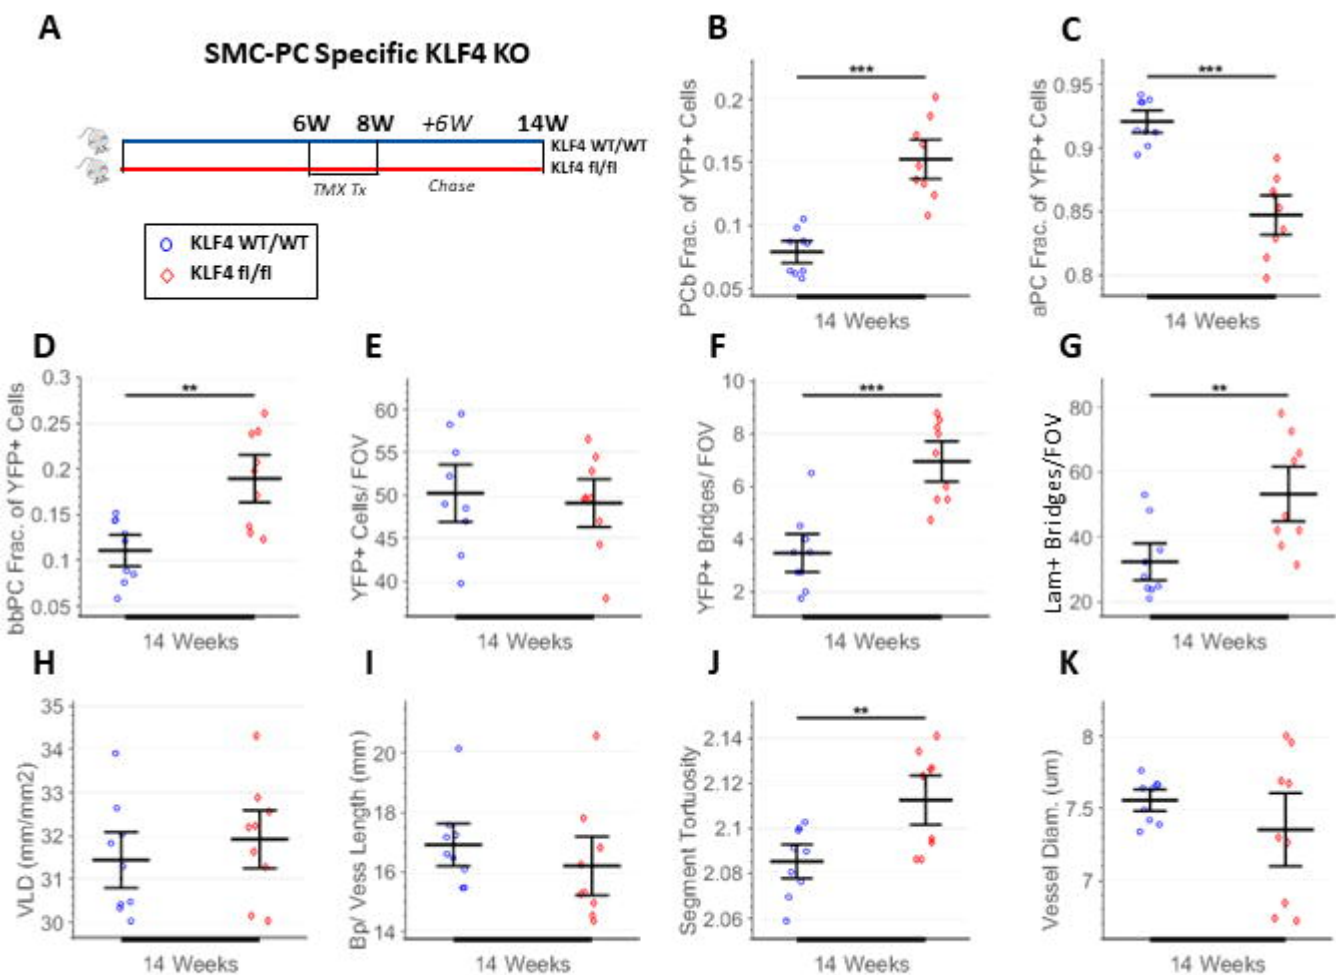 A
SMC-PC Specific KLF4 KO
6W 8W +6W 14W
KLF4 WT/WT
KLf4 fl/fl
TMX Tx Chase
KLF4 WT/WT
KLF4 fl/fl
B
***
PCb Frac. of YFP+ Cells
0.2
0.15
0.1
0.05
14 Weeks
C
***
aPC Frac. of YFP+ Cells
0.95
0.9
0.85
0.8
14 Weeks
D
**
bbPC Frac. of YFP+ Cells
0.3
0.25
0.2
0.15
0.1
0.05
14 Weeks
E
YFP+ Cells/ FOV
60
55
50
45
40
14 Weeks
F
***
YFP+ Bridges/ FOV
10
8
6
4
2
14 Weeks
G
**
Lam+ Bridges/FOV
80
60
40
20
14 Weeks
H
VLD (mm/mm2)
35
34
33
32
31
30
14 Weeks
I
Bp/ Vess Length (mm)
20
18
16
14
14 Weeks
J
**
Segment Tortuosity
2.14
2.12
2.1
2.08
2.06
14 Weeks
K
Vessel Diam. (um)
8
7.5
7
14 Weeks